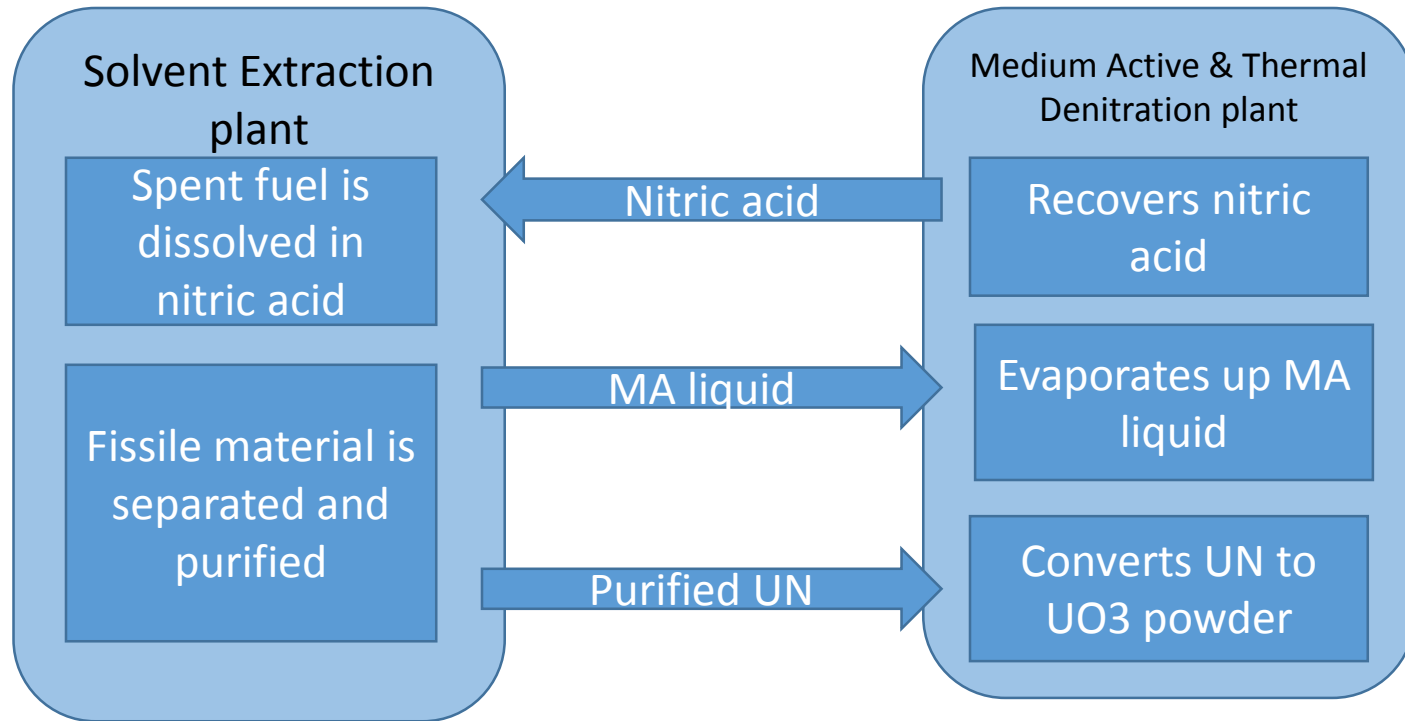 Solvent Extraction
plant
Spent fuel is
dissolved in
nitric acid
Fissile material is
separated and
purified
Nitric acid
MA liquid
Purified UN
Medium Active & Thermal
Denitration plant
Recovers nitric
acid
Evaporates up MA
liquid
Converts UN to
UO3 powder